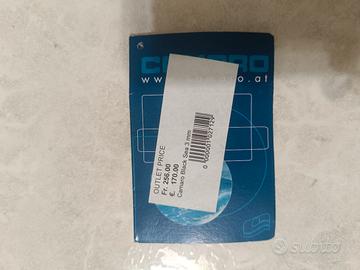 www.
o.at
OUTLET PRICE
Fr. 256.00
€. 170.00
Camaro Black Sea 3 mm
Subito